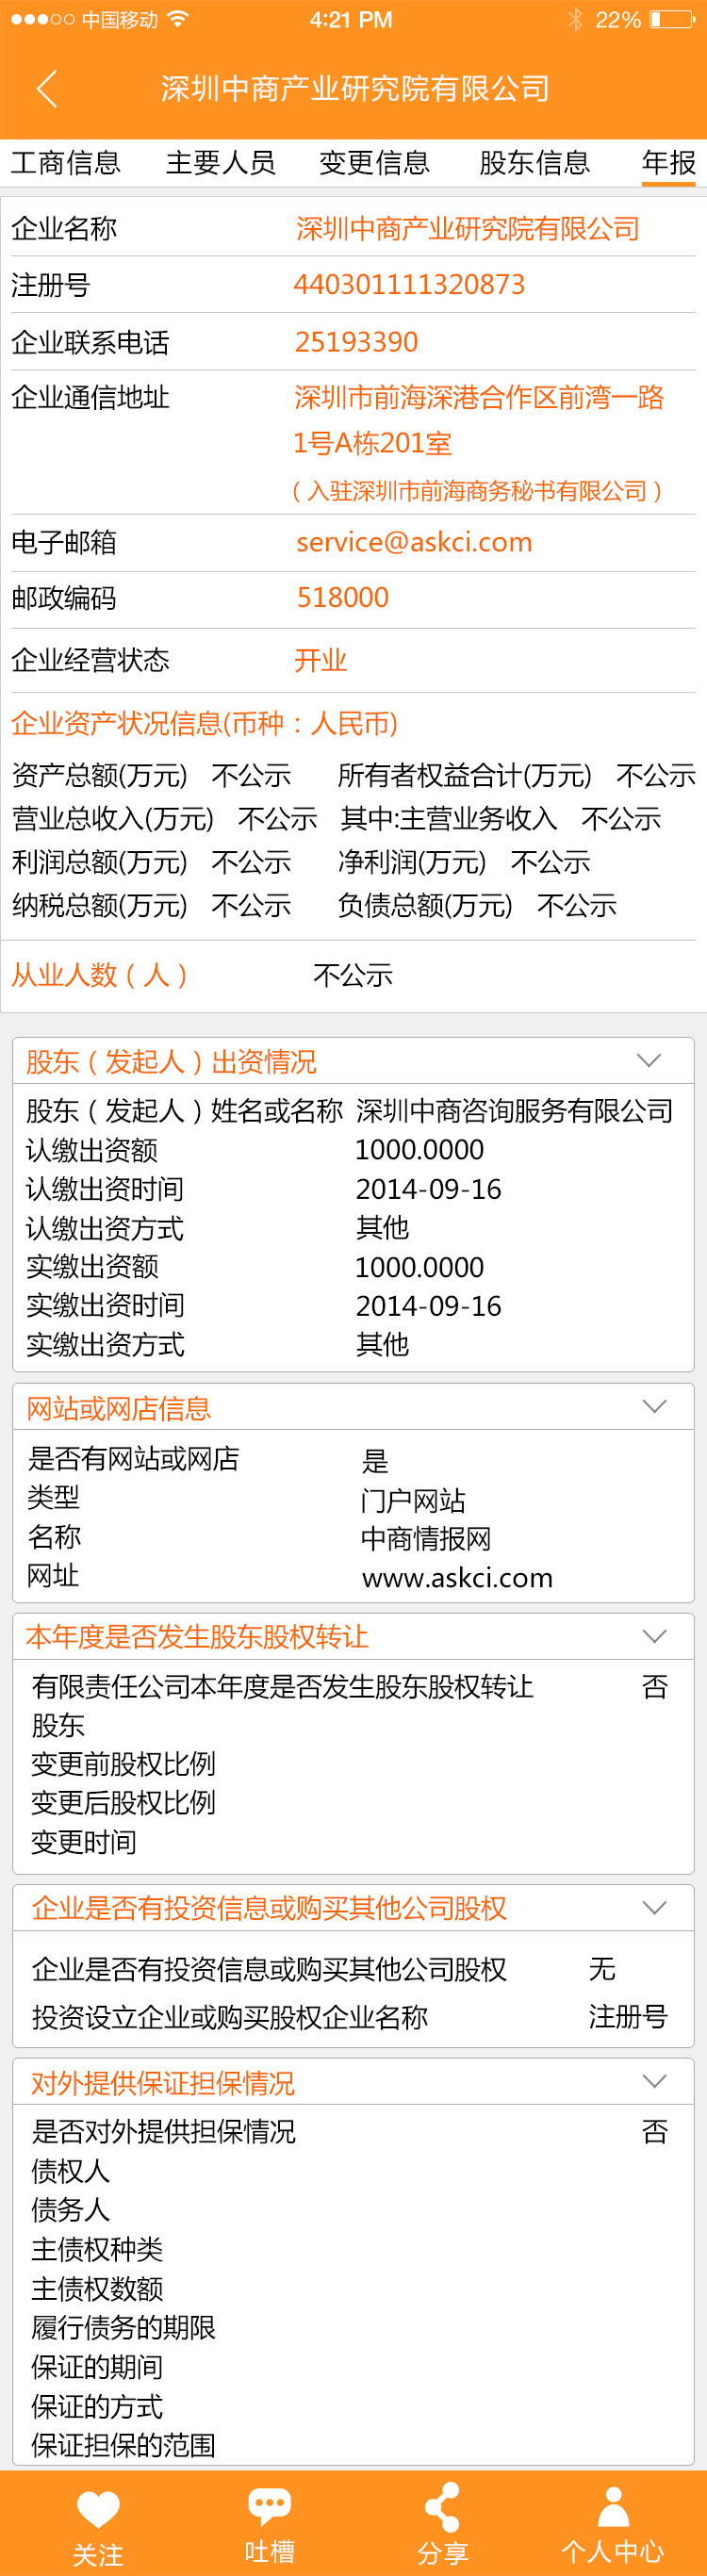 中国移动 4:21 PM 22%
深圳中商产业研究院有限公司
工商信息 主要人员 变更信息 股东信息 年报
企业名称 深圳中商产业研究院有限公司
注册号 440301111320873
企业联系电话 25193390
企业通信地址 深圳市前海深港合作区前湾一路
1号A栋201室
（入驻深圳市前海商务秘书有限公司）
电子邮箱 service@askci.com
邮政编码 518000
企业经营状态 开业
企业资产状况信息(币种：人民币)
资产总额(万元) 不公示 所有者权益合计(万元) 不公示
营业总收入(万元) 不公示 其中:主营业务收入 不公示
利润总额(万元) 不公示 净利润(万元) 不公示
纳税总额(万元) 不公示 负债总额(万元) 不公示
从业人数（人） 不公示
股东（发起人）出资情况
股东（发起人）姓名或名称 深圳中商咨询服务有限公司
认缴出资额 1000.0000
认缴出资时间 2014-09-16
认缴出资方式 其他
实缴出资额 1000.0000
实缴出资时间 2014-09-16
实缴出资方式 其他
网站或网店信息
是否有网站或网店 是
类型 门户网站
名称 中商情报网
网址 www.askci.com
本年度是否发生股东股权转让
有限责任公司本年度是否发生股东股权转让 否
股东
变更前股权比例
变更后股权比例
变更时间
企业是否有投资信息或购买其他公司股权
企业是否有投资信息或购买其他公司股权 无
投资设立企业或购买股权企业名称 注册号
对外提供保证担保情况
是否对外提供担保情况 否
债权人
债务人
主债权种类
主债权数额
履行债务的期限
保证的期间
保证的方式
保证担保的范围
关注 吐槽 分享 个人中心